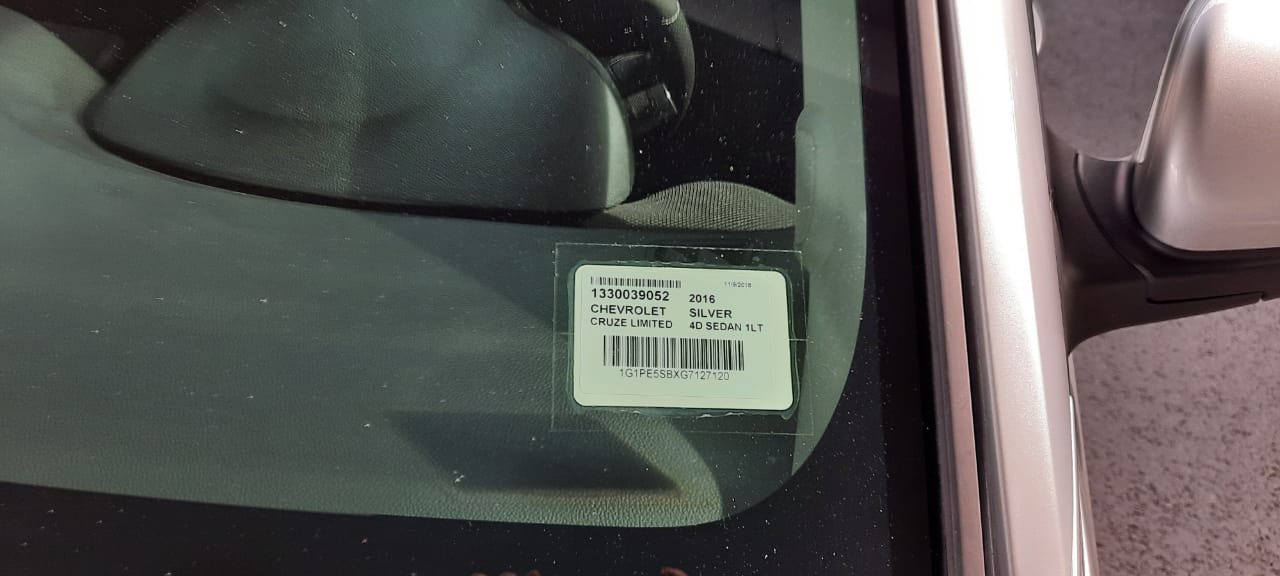 11/9/2018
1330039052 2016
CHEVROLET SILVER
CRUZE LIMITED 4D SEDAN 1LT
1G1PE5SBXG7127120